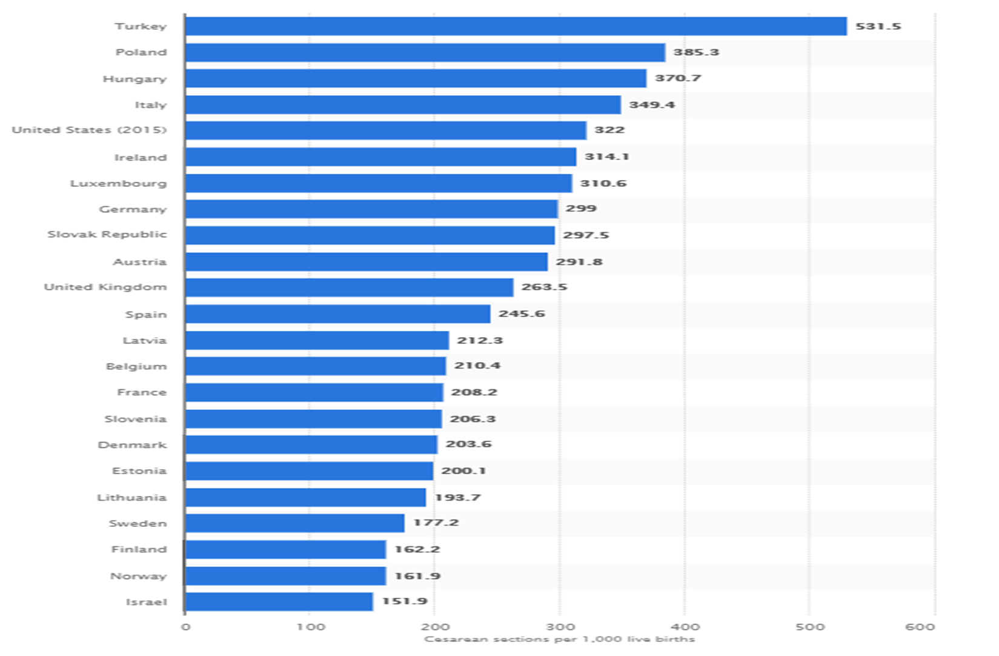 Turkey 531.5
Poland 385.3
Hungary 370.7
Italy 349.4
United States (2015) 322
Ireland 314.1
Luxembourg 310.6
Germany 299
Slovak Republic 297.5
Austria 291.8
United Kingdom 263.5
Spain 245.6
Latvia 212.3
Belgium 210.4
France 208.2
Slovenia 206.3
Denmark 203.6
Estonia 200.1
Lithuania 193.7
Sweden 177.2
Finland 162.2
Norway 161.9
Israel 151.9
0 100 200 300 400 500 600
Cesarean sections per 1,000 live births